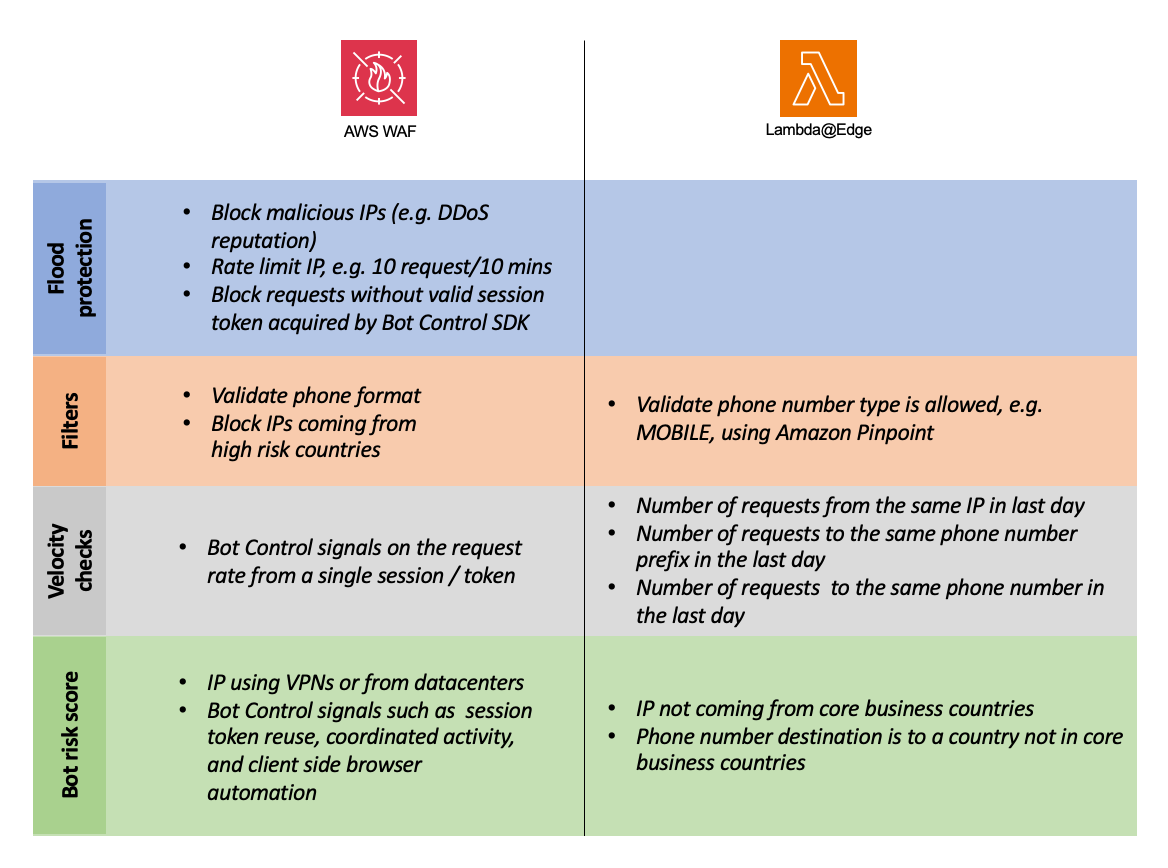 AWS WAF
Lambda@Edge
Flood
protection
• Block malicious IPs (e.g. DDoS
reputation)
• Rate limit IP, e.g. 10 request/10 mins
• Block requests without valid session
token acquired by Bot Control SDK
Filters
• Validate phone format
• Block IPs coming from
high risk countries
• Validate phone number type is allowed, e.g.
MOBILE, using Amazon Pinpoint
Velocity
checks
• Bot Control signals on the request
rate from a single session / token
• Number of requests from the same IP in last day
• Number of requests to the same phone number
prefix in the last day
• Number of requests  to the same phone number in
the last day
Bot risk score
• IP using VPNs or from datacenters
• Bot Control signals such as  session
token reuse, coordinated activity,
and client side browser
automation
• IP not coming from core business countries
• Phone number destination is to a country not in core
business countries